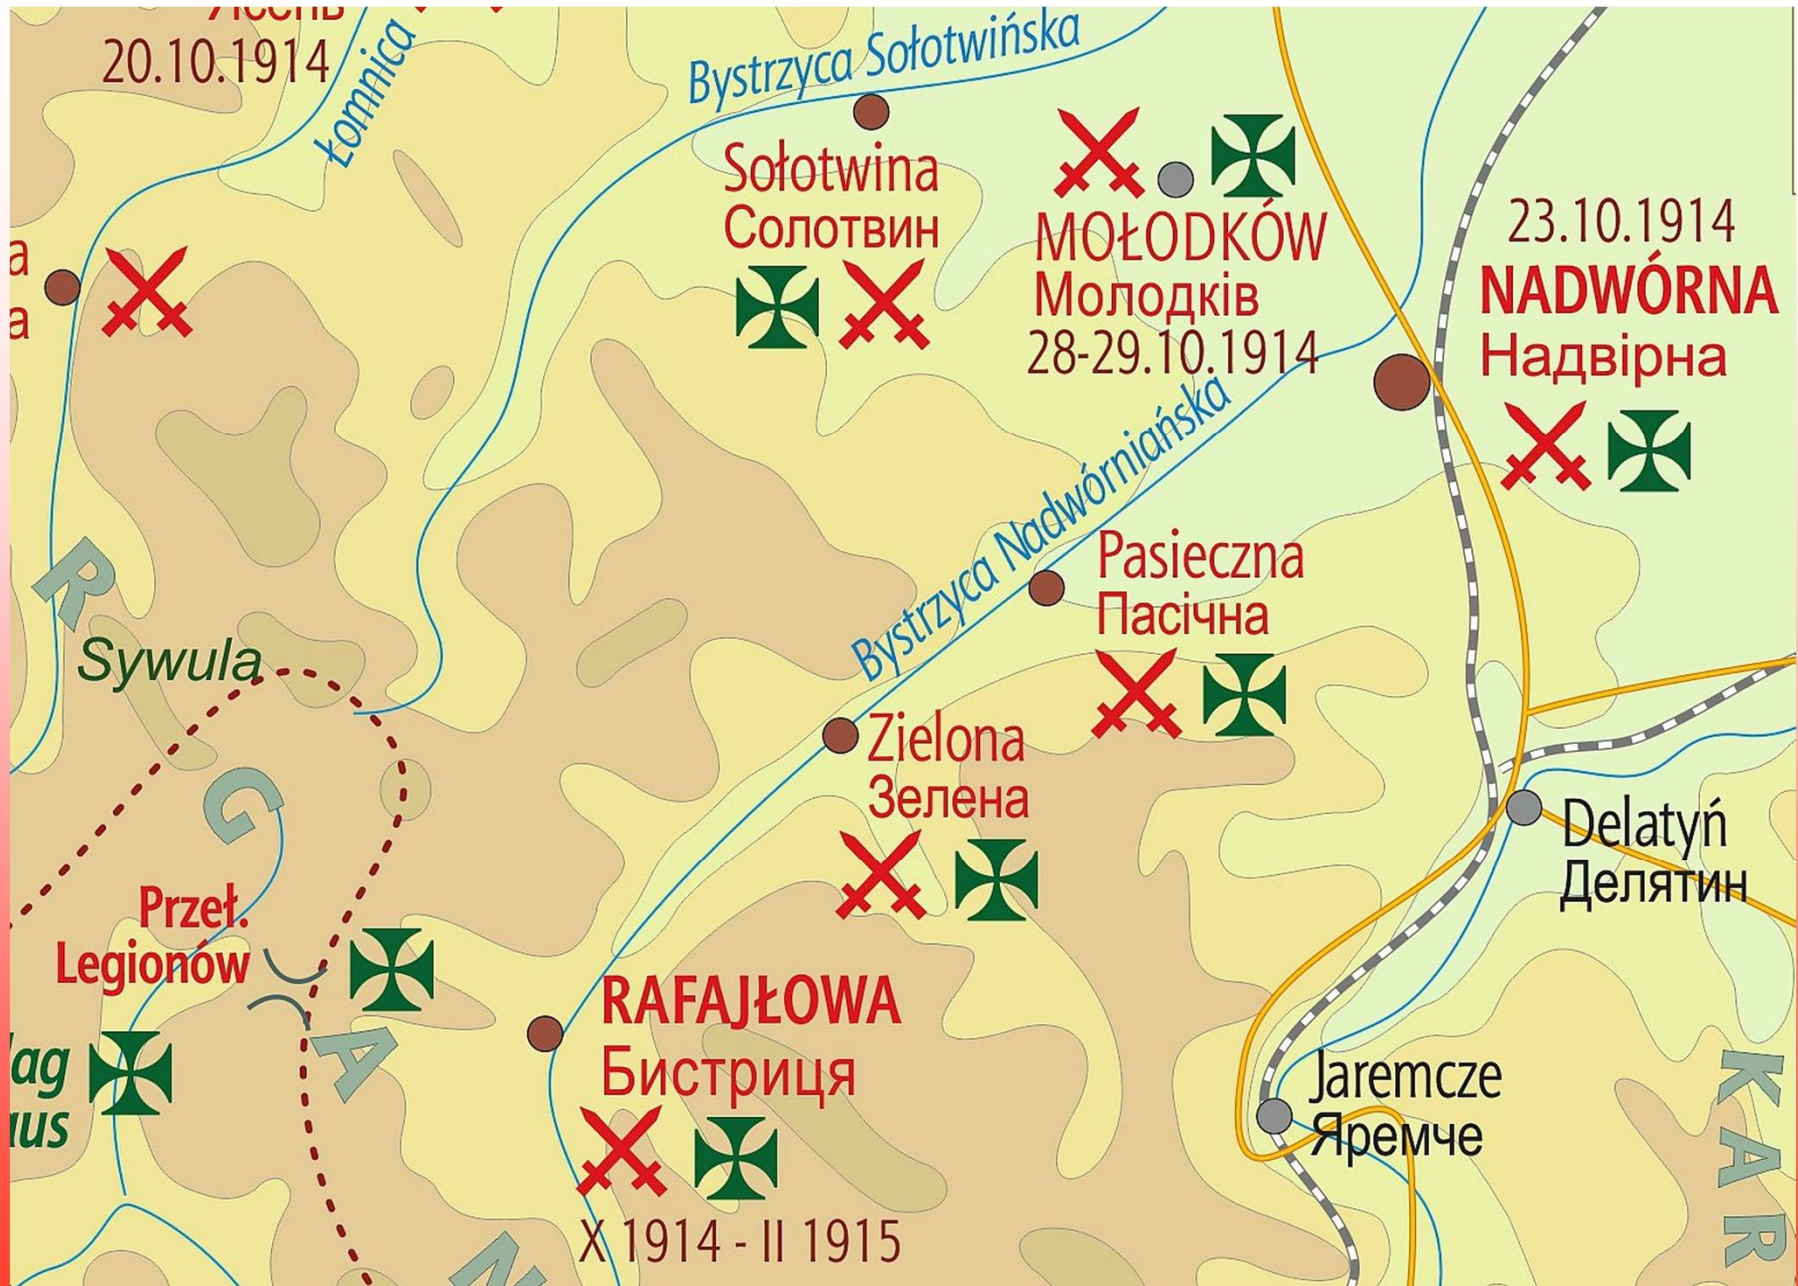 20.10.1914
Łomnica
Bystrzyca Sołotwińska
Sołotwina
Солотвин
MOŁODKÓW
Молодків
28-29.10.1914
23.10.1914
NADWÓRNA
Надвірна
Bystrzyca Nadwórniańska
Pasieczna
Пасічна
R
Sywula
Zielona
Зелена
G
Delatyń
Делятин
Przeł.
Legionów
RAFAJŁOWA
Бистриця
A
Jaremcze
Яремче
K
A
R
X 1914 - II 1915
N